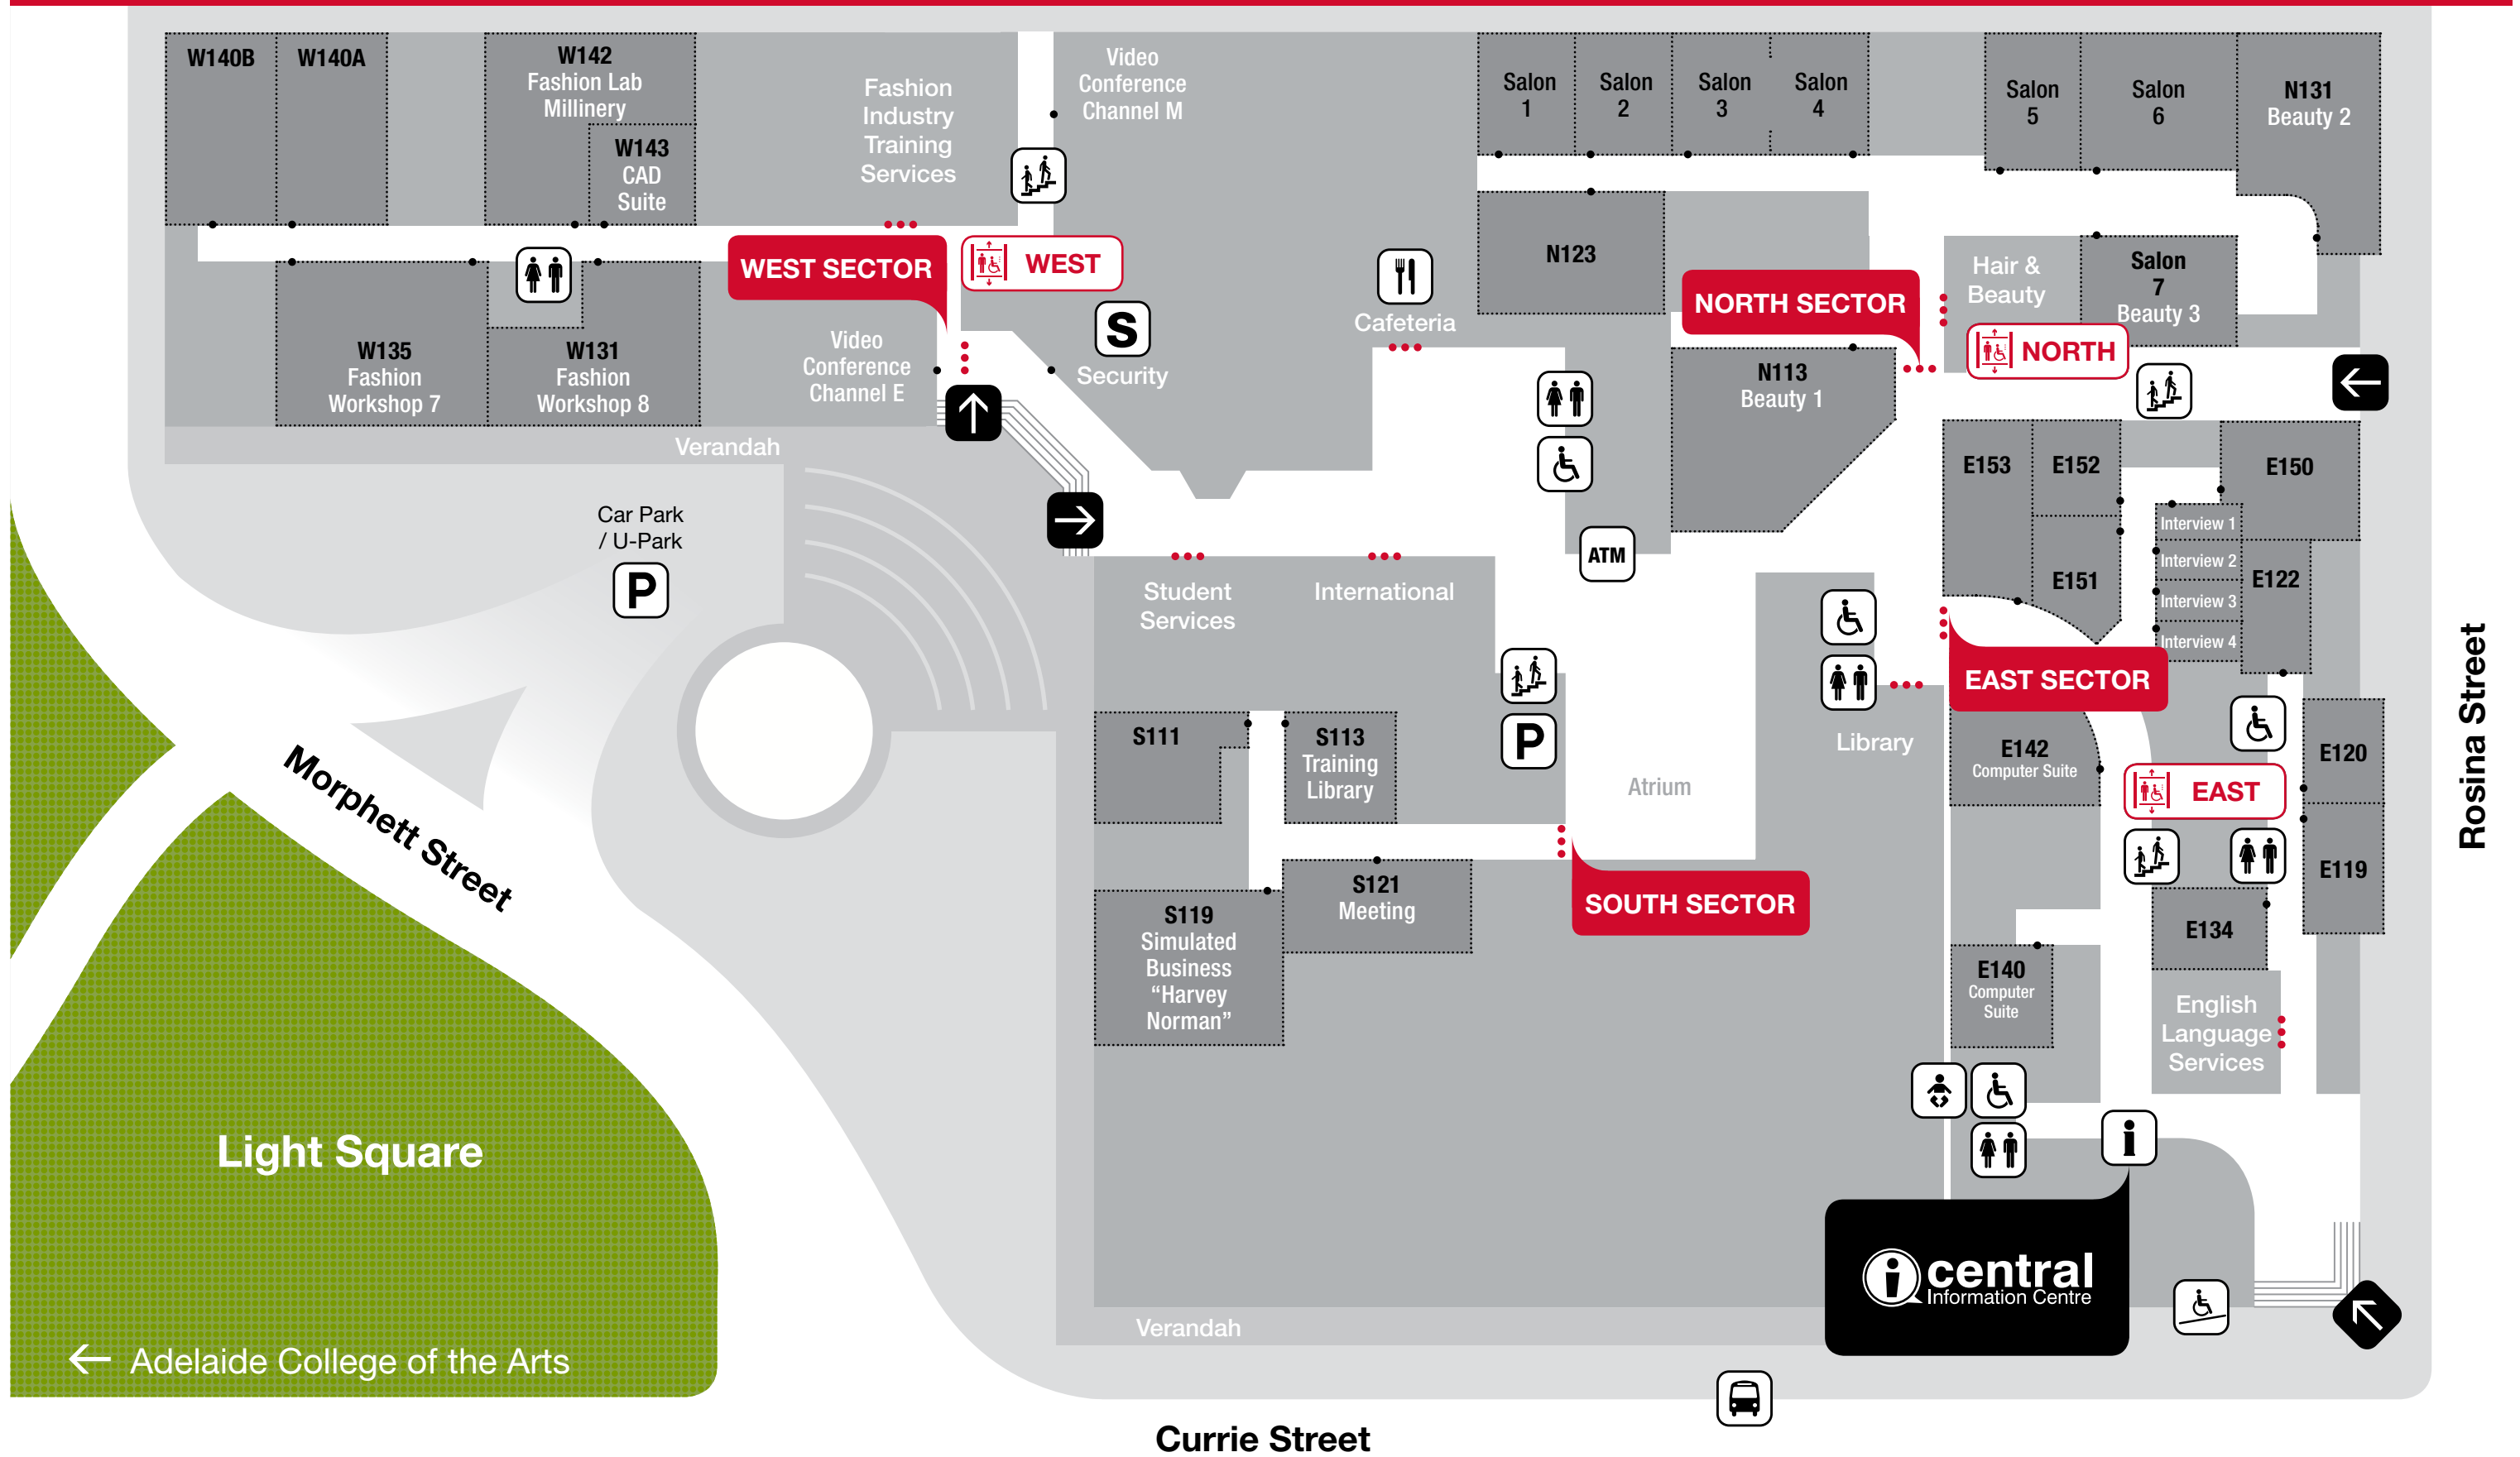 W140B
W140A
W142
Fashion Lab
Millinery
W143
CAD
Suite
Fashion
Industry
Training
Services
Video
Conference
Channel M
Salon
1
Salon
2
Salon
3
Salon
4
Salon
5
Salon
6
N131
Beauty 2
WEST SECTOR
WEST
N123
NORTH SECTOR
Hair &
Beauty
Salon
7
Beauty 3
NORTH
W135
Fashion
Workshop 7
W131
Fashion
Workshop 8
Video
Conference
Channel E
S
Security
Cafeteria
N113
Beauty 1
Verandah
E153
E152
E150
E151
Interview 1
Interview 2
Interview 3
Interview 4
E122
Car Park
/ U-Park
P
ATM
Student
Services
International
EAST SECTOR
P
S111
S113
Training
Library
Atrium
Library
E142
Computer Suite
EAST
E120
E119
Rosina Street
Morphett Street
S121
Meeting
SOUTH SECTOR
S119
Simulated
Business
“Harvey
Norman”
E134
E140
Computer
Suite
English
Language
Services
Light Square
i
i central
Information Centre
Verandah
Adelaide College of the Arts
Currie Street